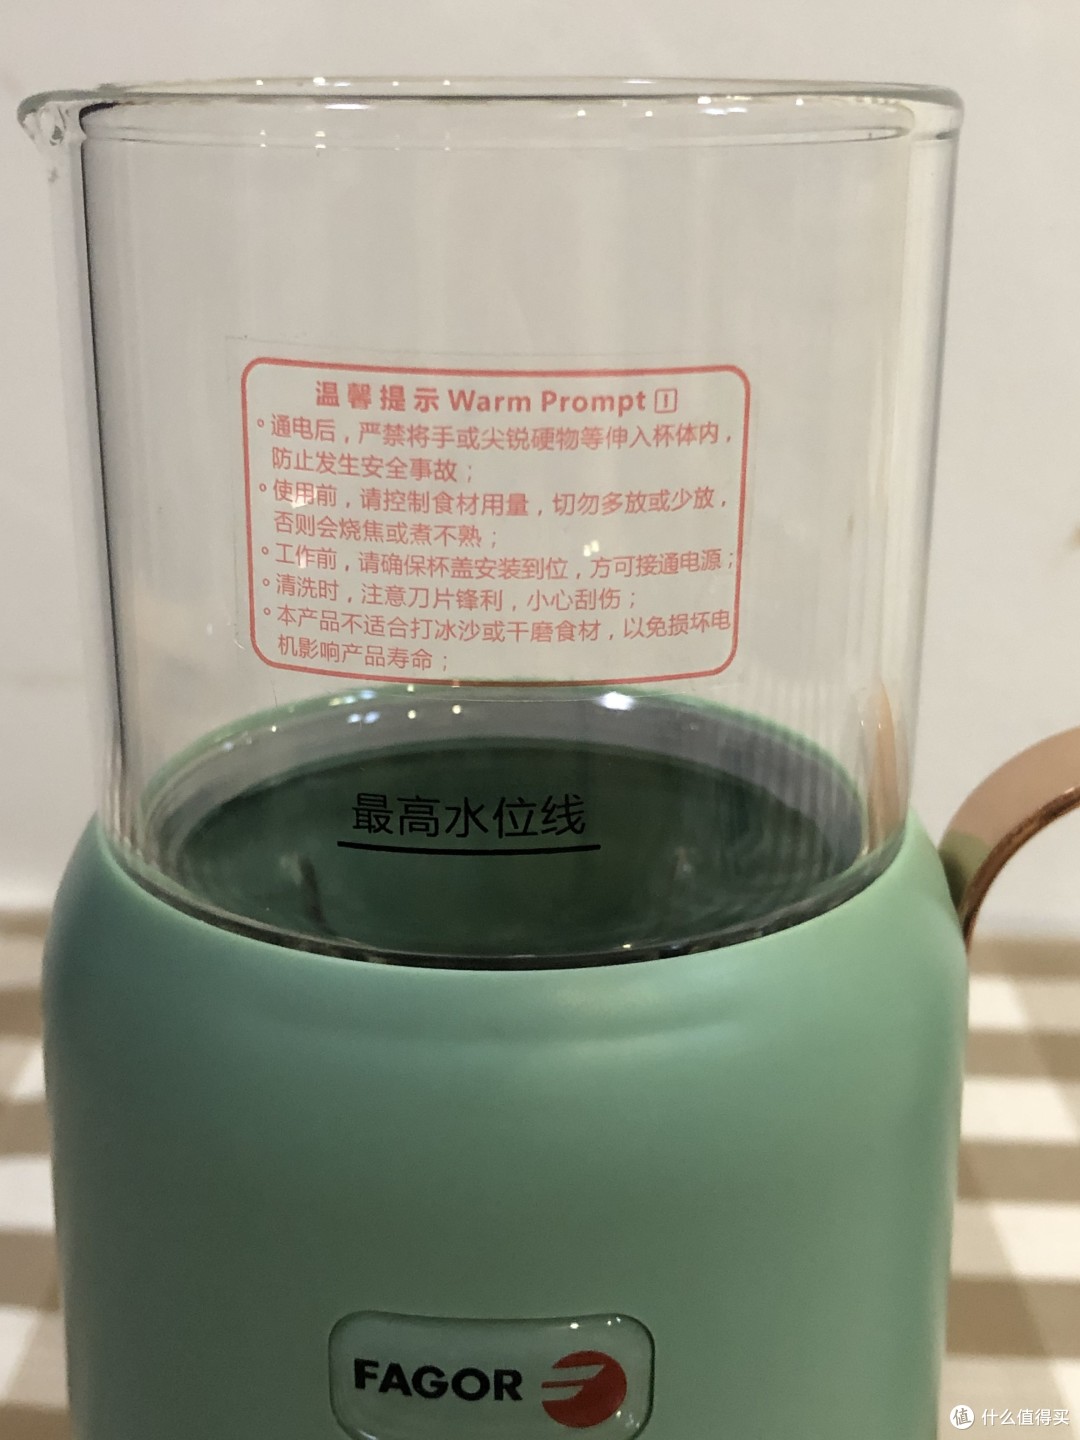 温馨提示 Warm Prompt
通电后，严禁将手或尖锐硬物等伸入杯体内，
防止发生安全事故；
使用前，请控制食材用量，切勿多放或少放，
否则会烧焦或煮不熟；
工作前，请确保杯盖安装到位，方可接通电源；
清洗时，注意刀片锋利，小心刮伤；
本产品不适合打冰沙或干磨食材，以免损坏电
机影响产品寿命；
最高水位线
FAGOR
值 什么值得买